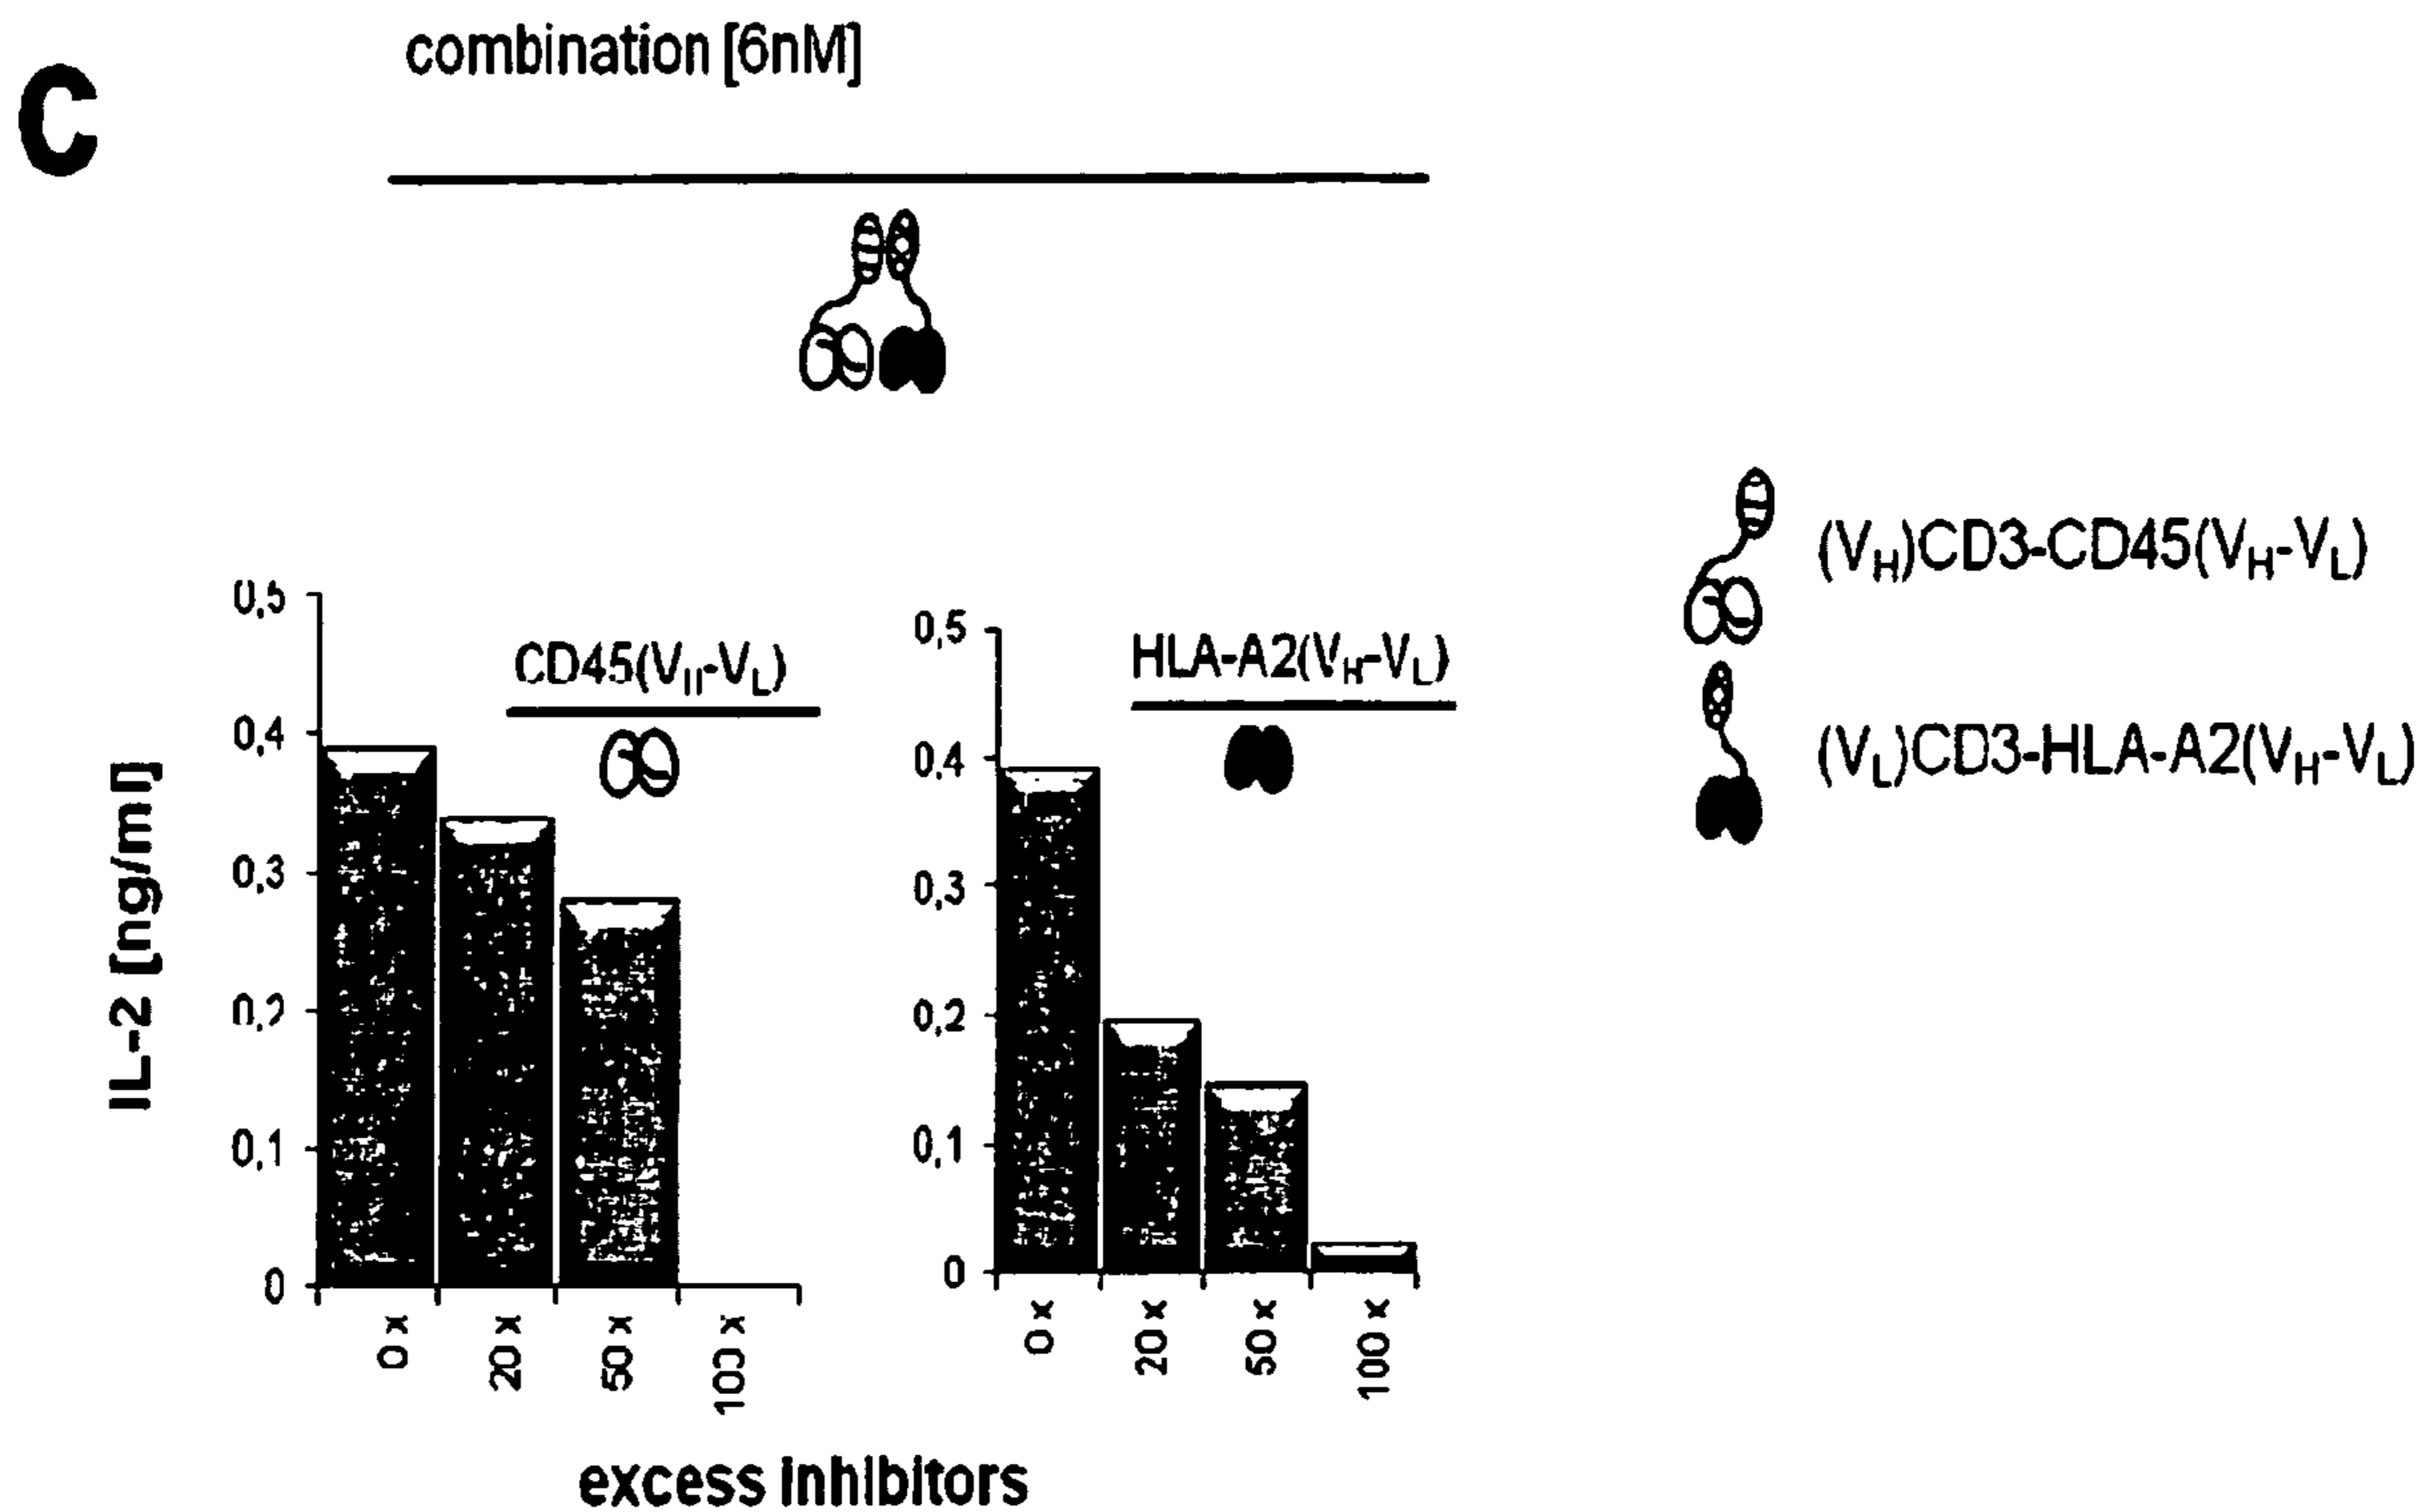 C
combination [6nM]
IL-2 [ng/ml]
0,5
0,4
0,3
0,2
0,1
0
CD45(VH-VL)
0 x
20 x
50 x
100 x
0,5
0,4
0,3
0,2
0,1
0
HLA-A2(VH-VL)
0 x
20 x
50 x
100 x
excess inhibitors
(VH)CD3-CD45(VH-VL)
(VL)CD3-HLA-A2(VH-VL)